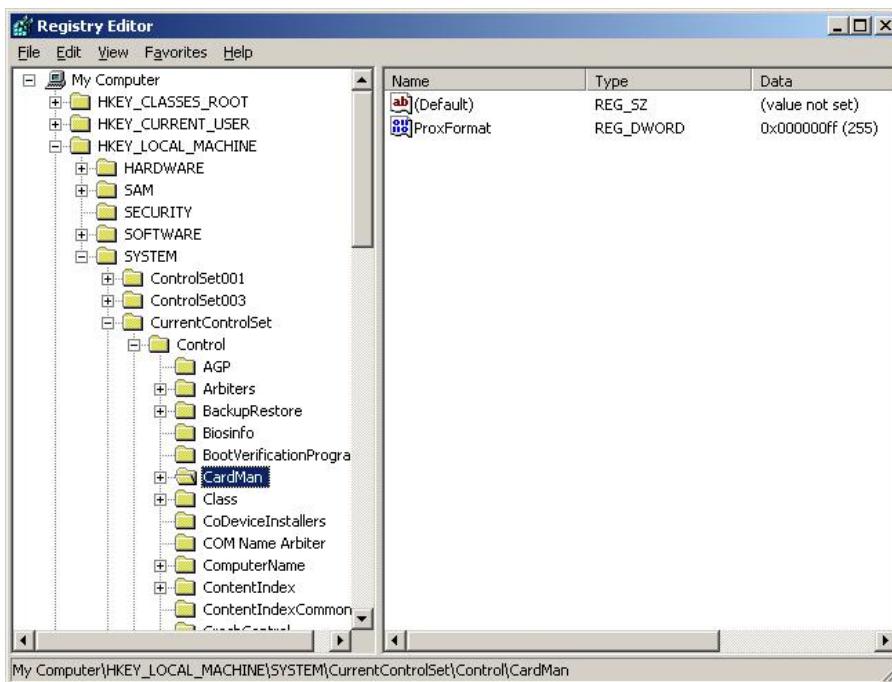 Registry Editor
File Edit View Favorites Help
My Computer
HKEY_CLASSES_ROOT
HKEY_CURRENT_USER
HKEY_LOCAL_MACHINE
HARDWARE
SAM
SECURITY
SOFTWARE
SYSTEM
ControlSet001
ControlSet003
CurrentControlSet
Control
AGP
Arbiters
BackupRestore
Biosinfo
BootVerificationProgra
CardMan
Class
CoDeviceInstallers
COM Name Arbiter
ComputerName
ContentIndex
ContentIndexCommon
Name Type Data
(Default) REG_SZ (value not set)
ProxFormat REG_DWORD 0x000000ff (255)
My Computer\HKEY_LOCAL_MACHINE\SYSTEM\CurrentControlSet\Control\CardMan